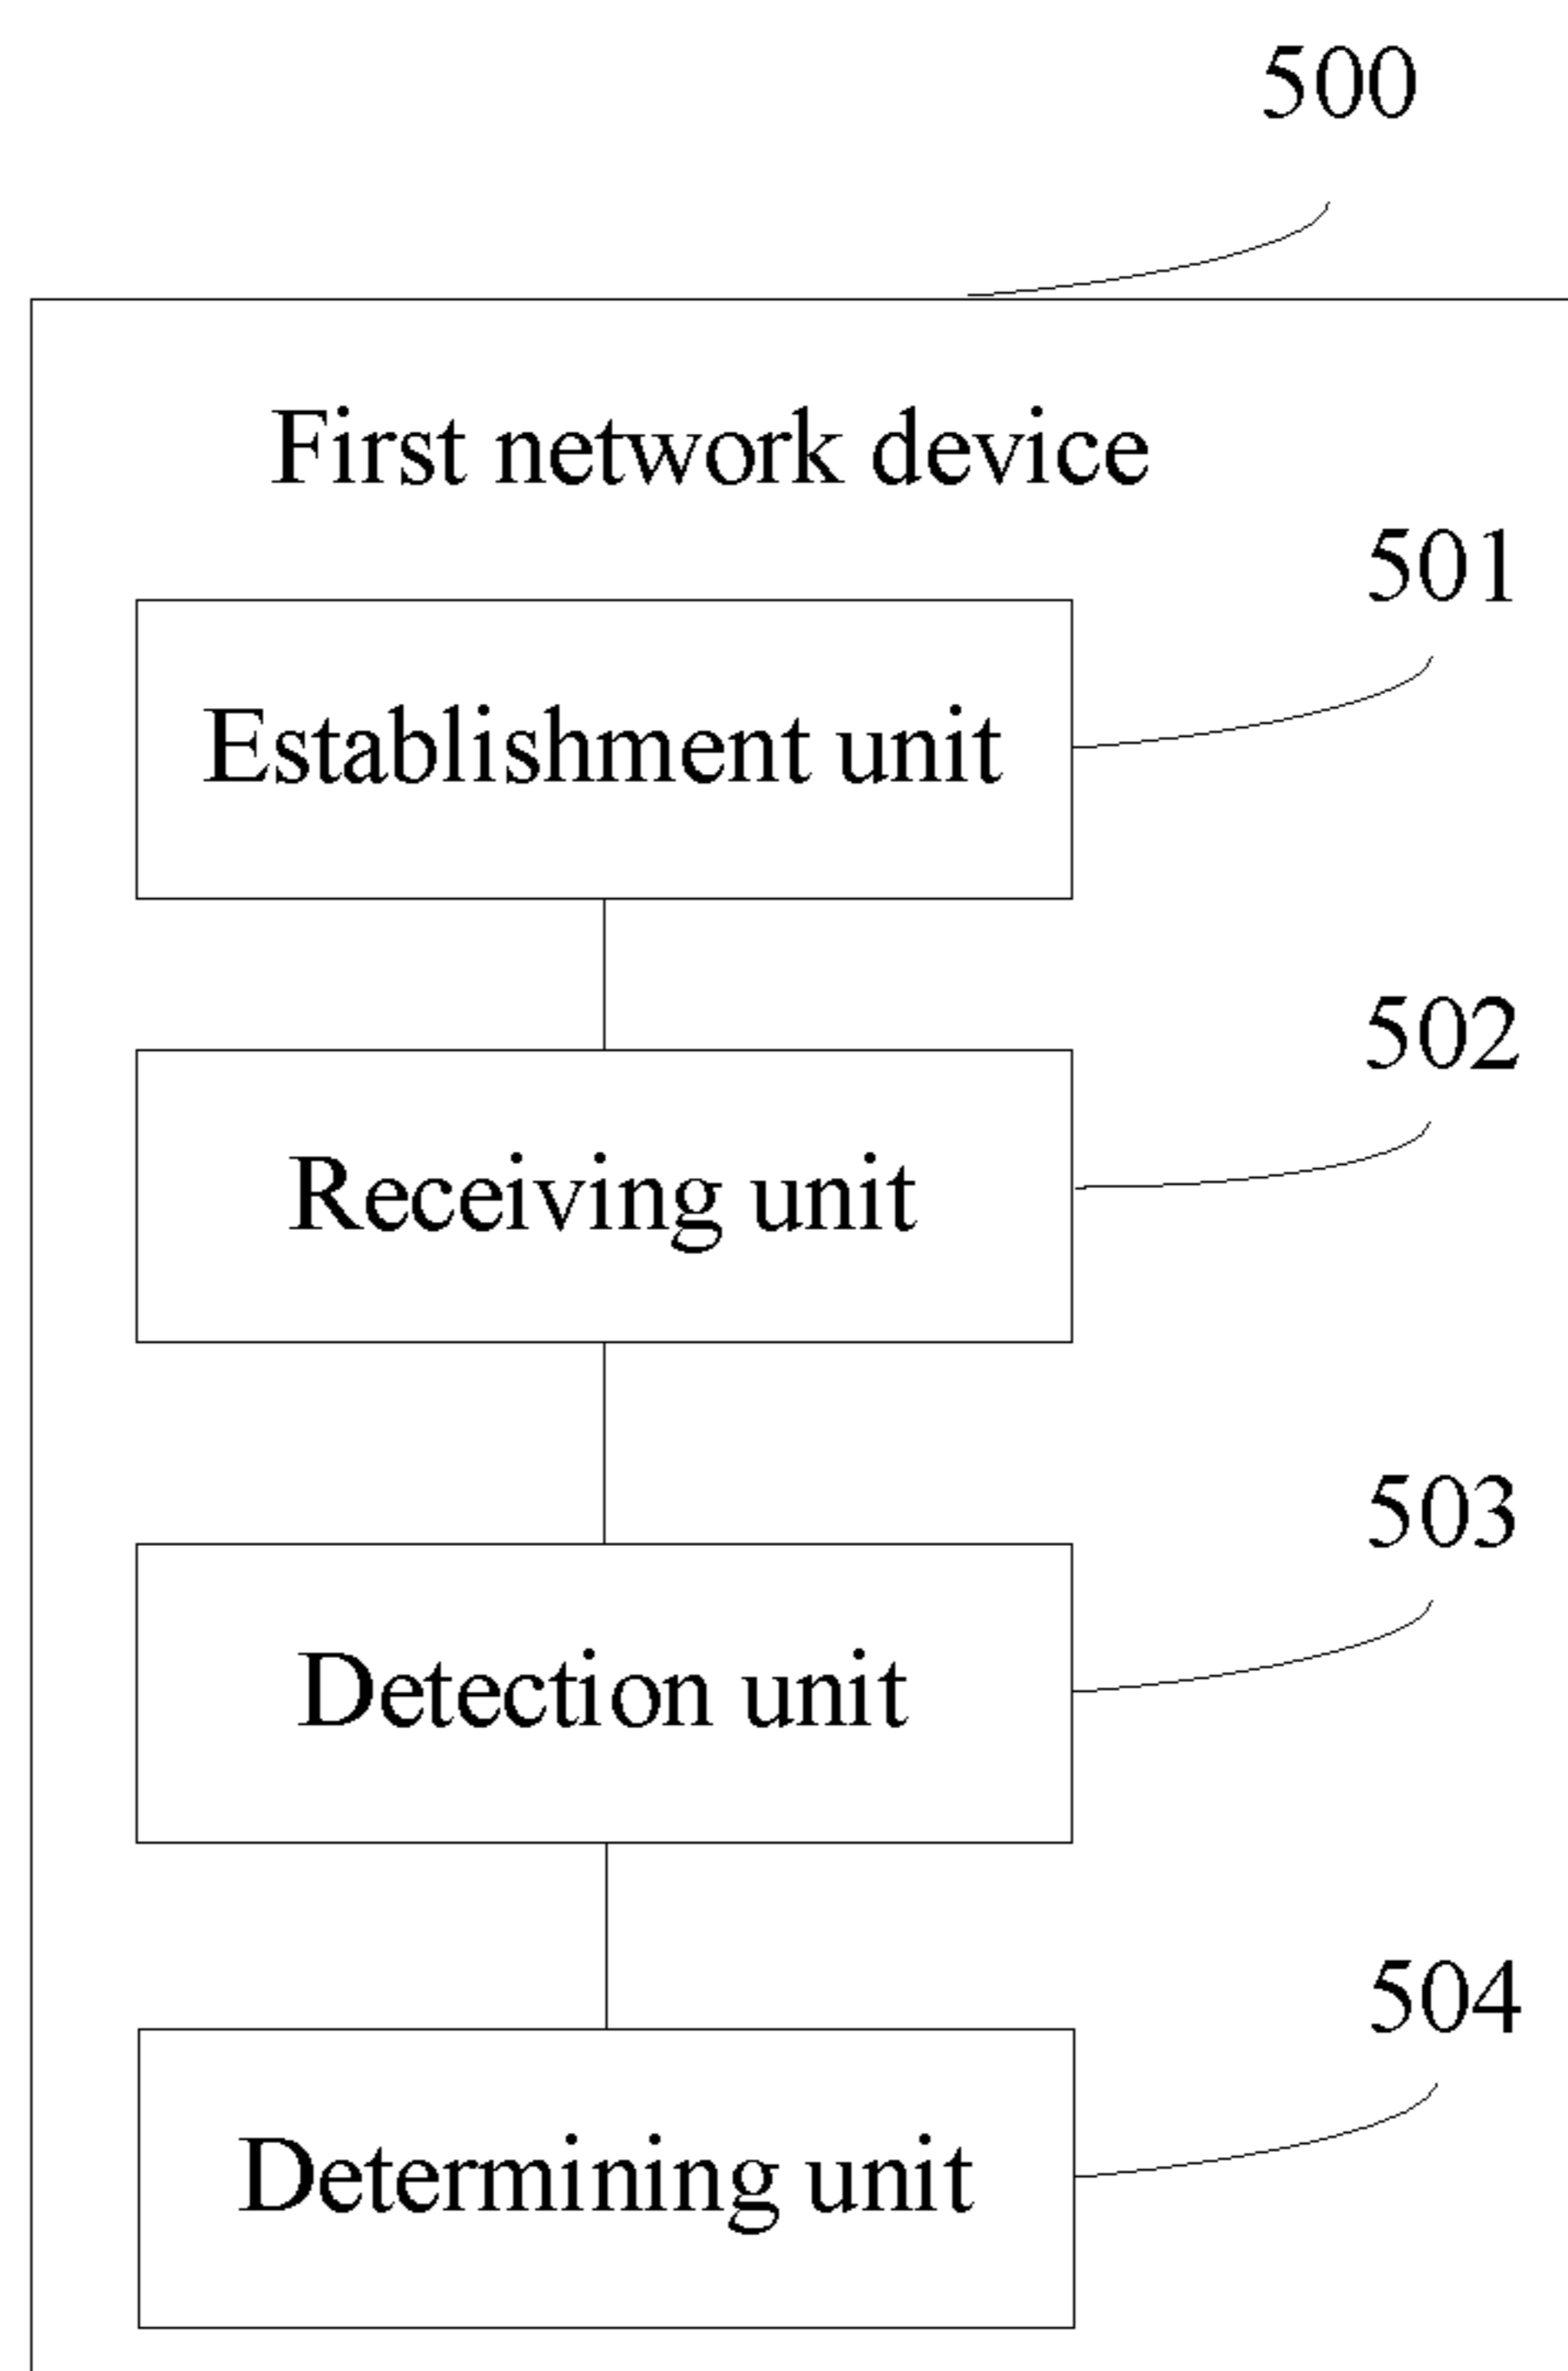 500
First network device
501
Establishment unit
502
Receiving unit
503
Detection unit
504
Determining unit